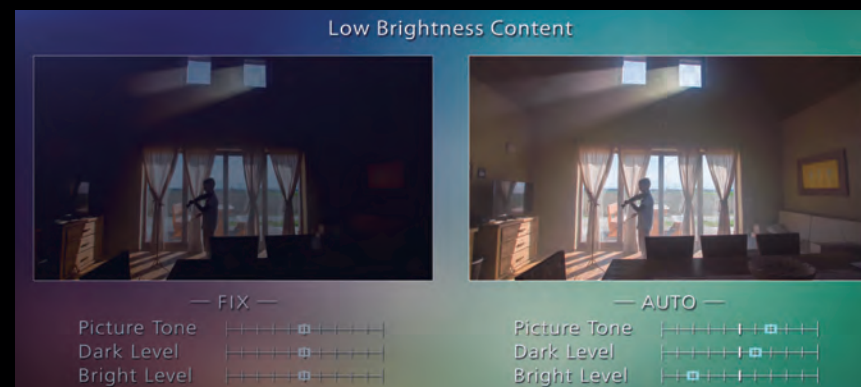 Low Brightness Content
— FIX —
Picture Tone
Dark Level
Bright Level
— AUTO —
Picture Tone
Dark Level
Bright Level